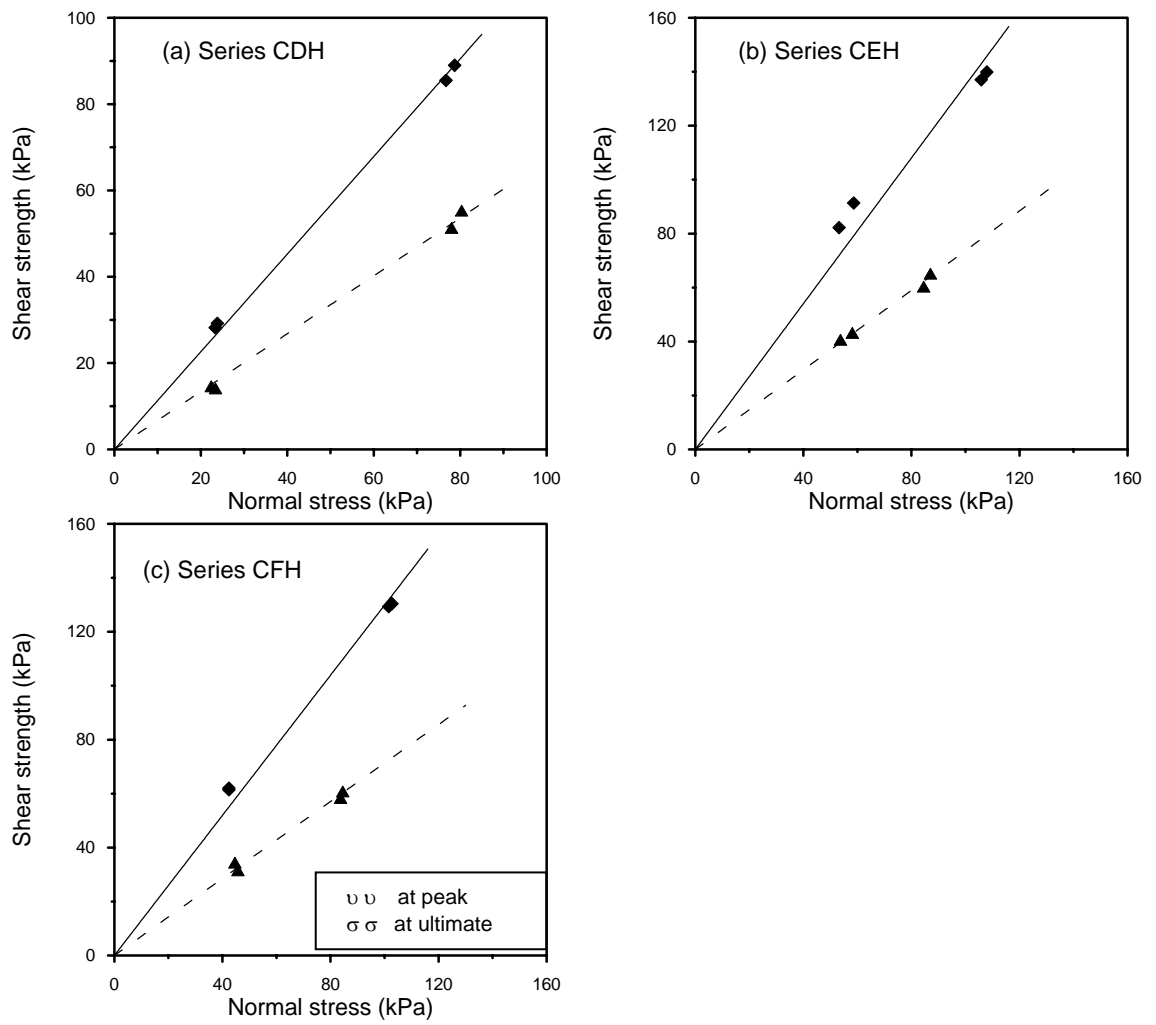 (a) Series CDH
Shear strength (kPa)
100
80
60
40
20
0
0 20 40 60 80 100
Normal stress (kPa)
(b) Series CEH
Shear strength (kPa)
160
120
80
40
0
0 40 80 120 160
Normal stress (kPa)
(c) Series CFH
Shear strength (kPa)
160
120
80
40
0
υ υ at peak
σ σ at ultimate
0 40 80 120 160
Normal stress (kPa)